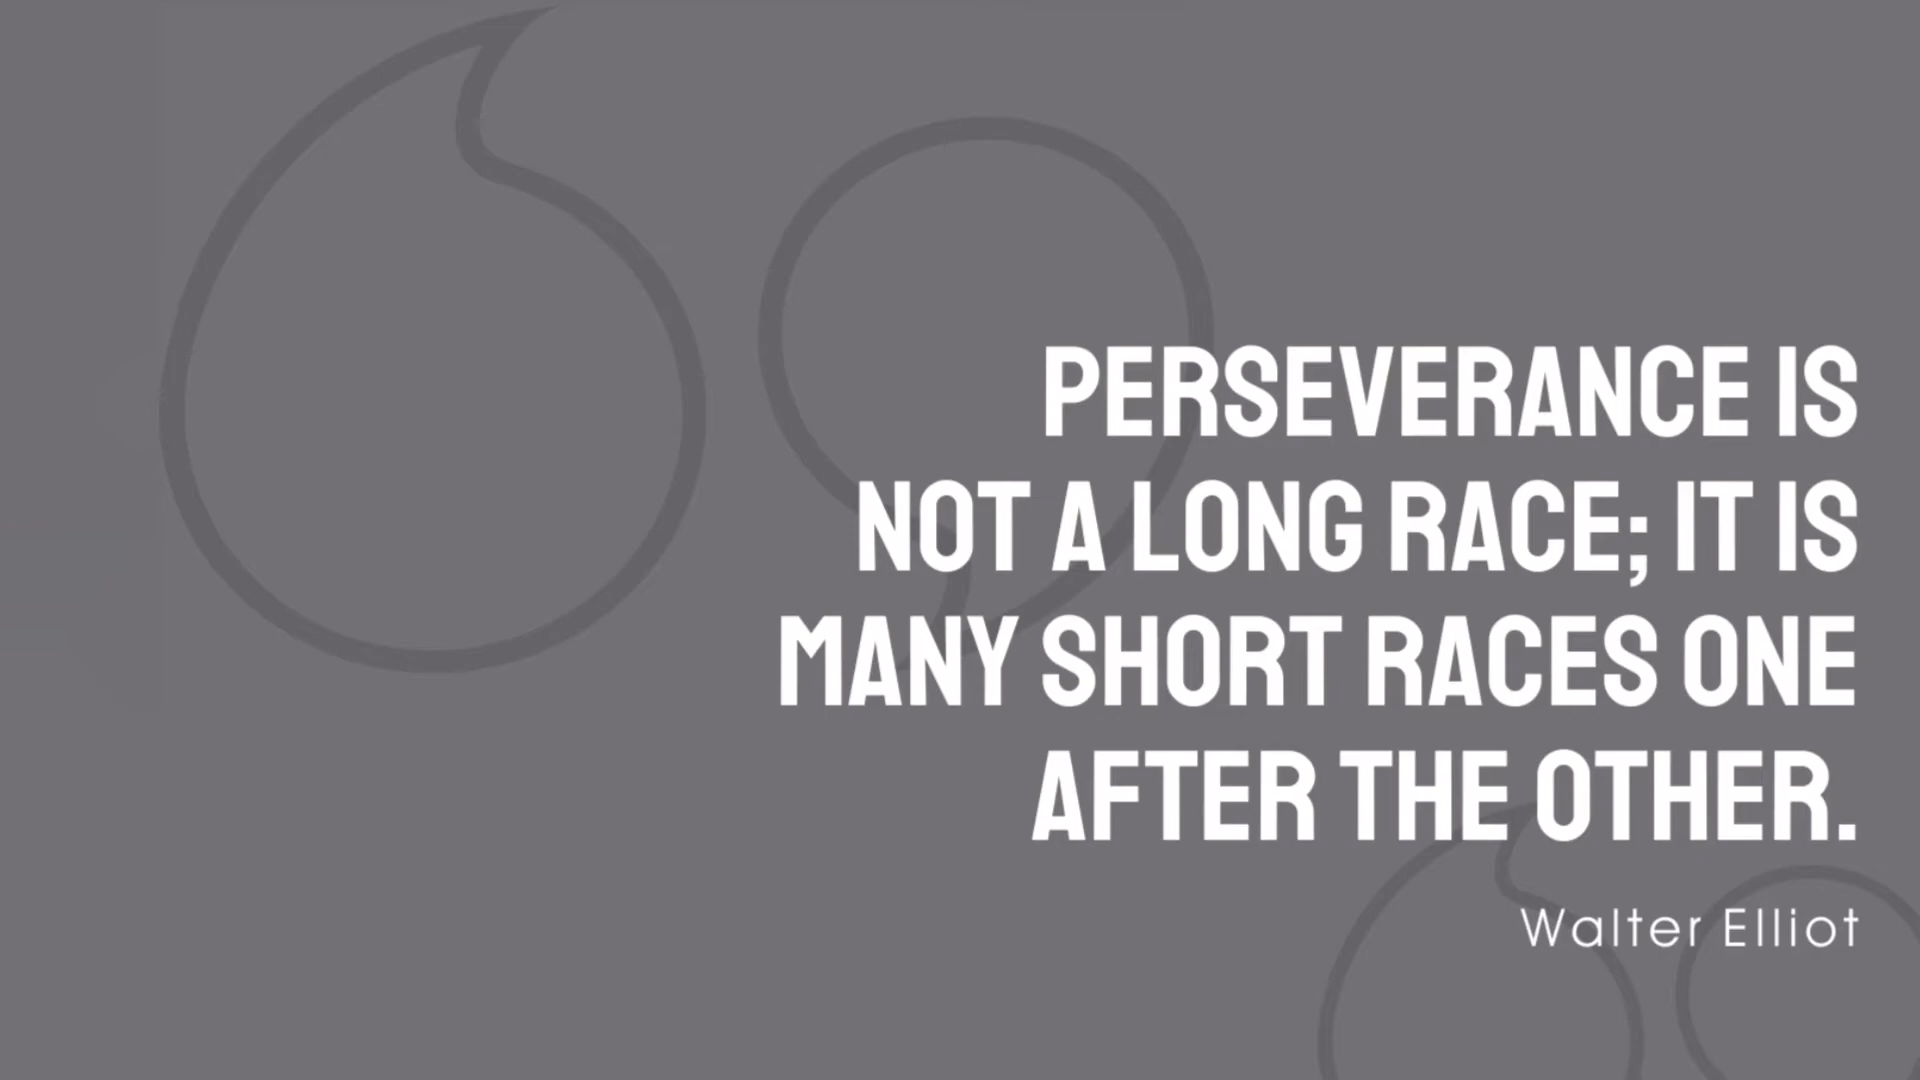 PERSEVERANCE IS
NOT A LONG RACE; IT IS
MANY SHORT RACES ONE
AFTER THE OTHER.
Walter Elliot